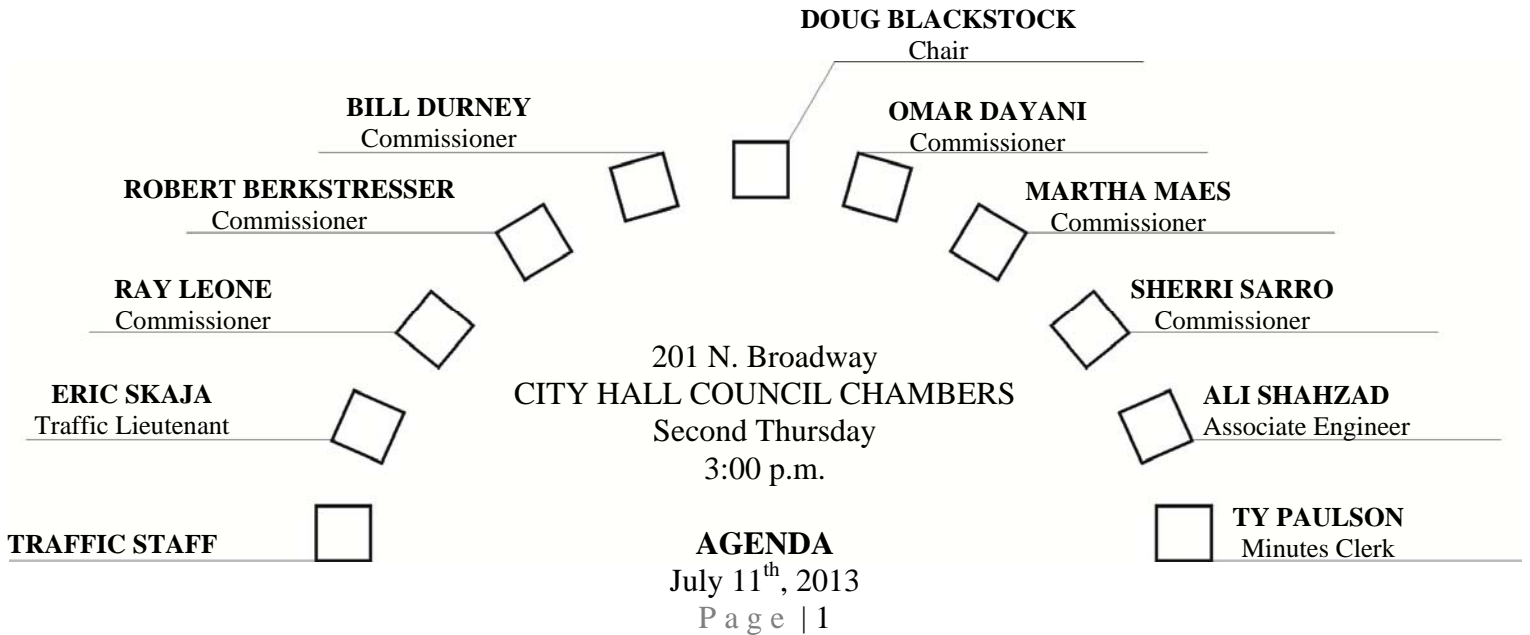 DOUG BLACKSTOCK
Chair
BILL DURNEY
Commissioner
OMAR DAYANI
Commissioner
ROBERT BERKSTRESSER
Commissioner
MARTHA MAES
Commissioner
RAY LEONE
Commissioner
SHERRI SARRO
Commissioner
201 N. Broadway
CITY HALL COUNCIL CHAMBERS
Second Thursday
3:00 p.m.
ERIC SKAJA
Traffic Lieutenant
ALI SHAHZAD
Associate Engineer
TRAFFIC STAFF
TY PAULSON
Minutes Clerk
AGENDA
July 11th, 2013
Page | 1